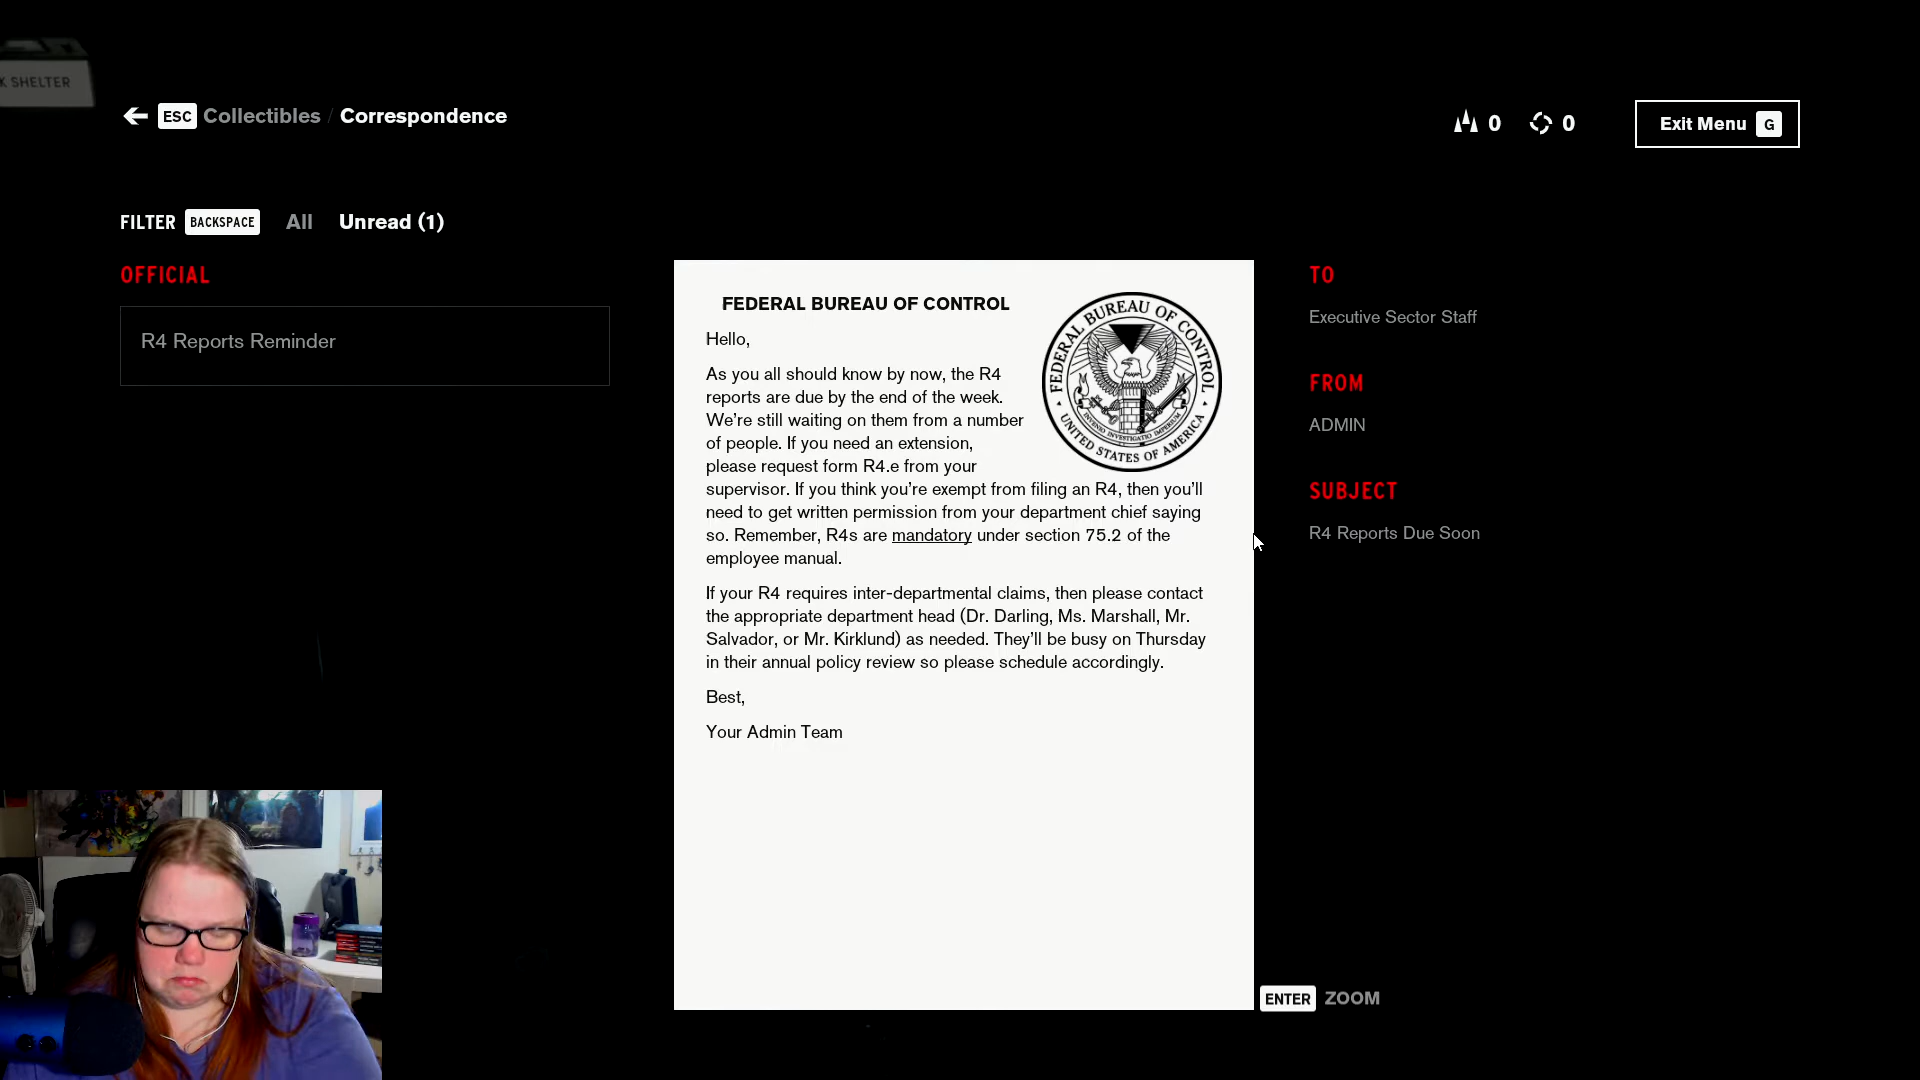 K SHELTER
ESC Collectibles / Correspondence
0 0 Exit Menu G
FILTER BACKSPACE All Unread (1)
OFFICIAL
R4 Reports Reminder
FEDERAL BUREAU OF CONTROL
FEDERAL BUREAU OF CONTROL
INVENIO INVESTIGATIO IMPERIUM
UNITED STATES OF AMERICA
Hello,
As you all should know by now, the R4
reports are due by the end of the week.
We’re still waiting on them from a number
of people. If you need an extension,
please request form R4.e from your
supervisor. If you think you’re exempt from filing an R4, then you’ll
need to get written permission from your department chief saying
so. Remember, R4s are mandatory under section 75.2 of the
employee manual.
If your R4 requires inter-departmental claims, then please contact
the appropriate department head (Dr. Darling, Ms. Marshall, Mr.
Salvador, or Mr. Kirklund) as needed. They’ll be busy on Thursday
in their annual policy review so please schedule accordingly.
Best,
Your Admin Team
TO
Executive Sector Staff
FROM
ADMIN
SUBJECT
R4 Reports Due Soon
ENTER ZOOM